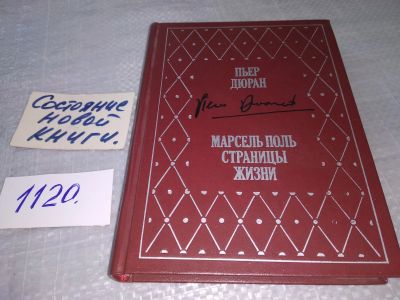 Состояние
новой
книги.
1120.
ПЬЕР
ДЮРАН
МАРСЕЛЬ ПОЛЬ
СТРАНИЦЫ
ЖИЗНИ